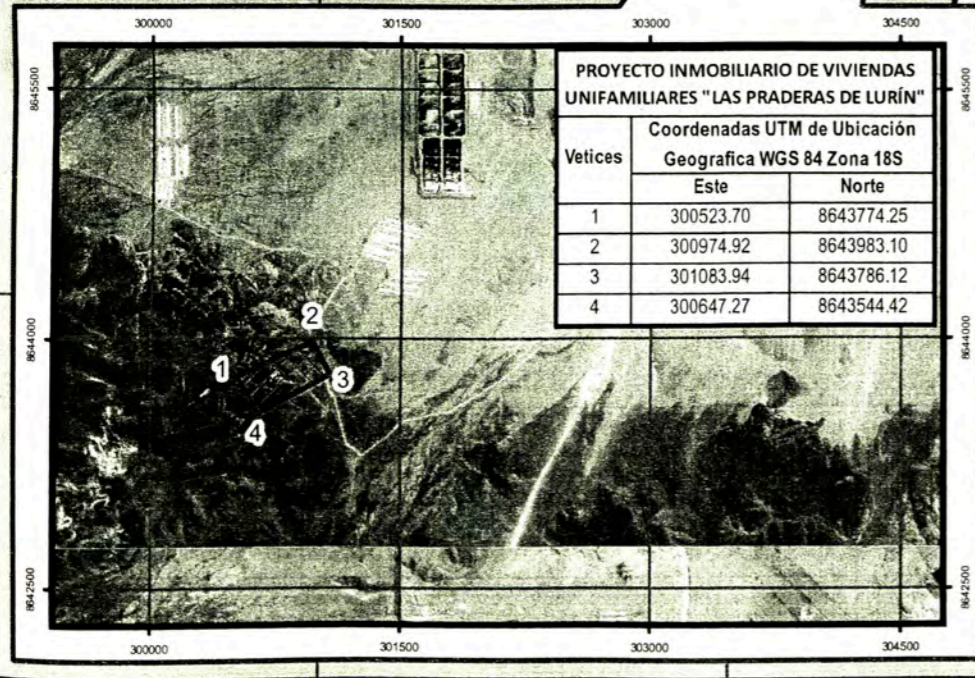 300000 301500 303000 304500
8645500 8645500
PROYECTO INMOBILIARIO DE VIVIENDAS
UNIFAMILIARES "LAS PRADERAS DE LURÍN"
Vetices
Coordenadas UTM de Ubicación
Geografica WGS 84 Zona 18S
Este Norte
1 300523.70 8643774.25
2 300974.92 8643983.10
3 301083.94 8643786.12
4 300647.27 8643544.42
8644000 8644000
2
1
3
4
8642500 8642500
300000 301500 303000 304500